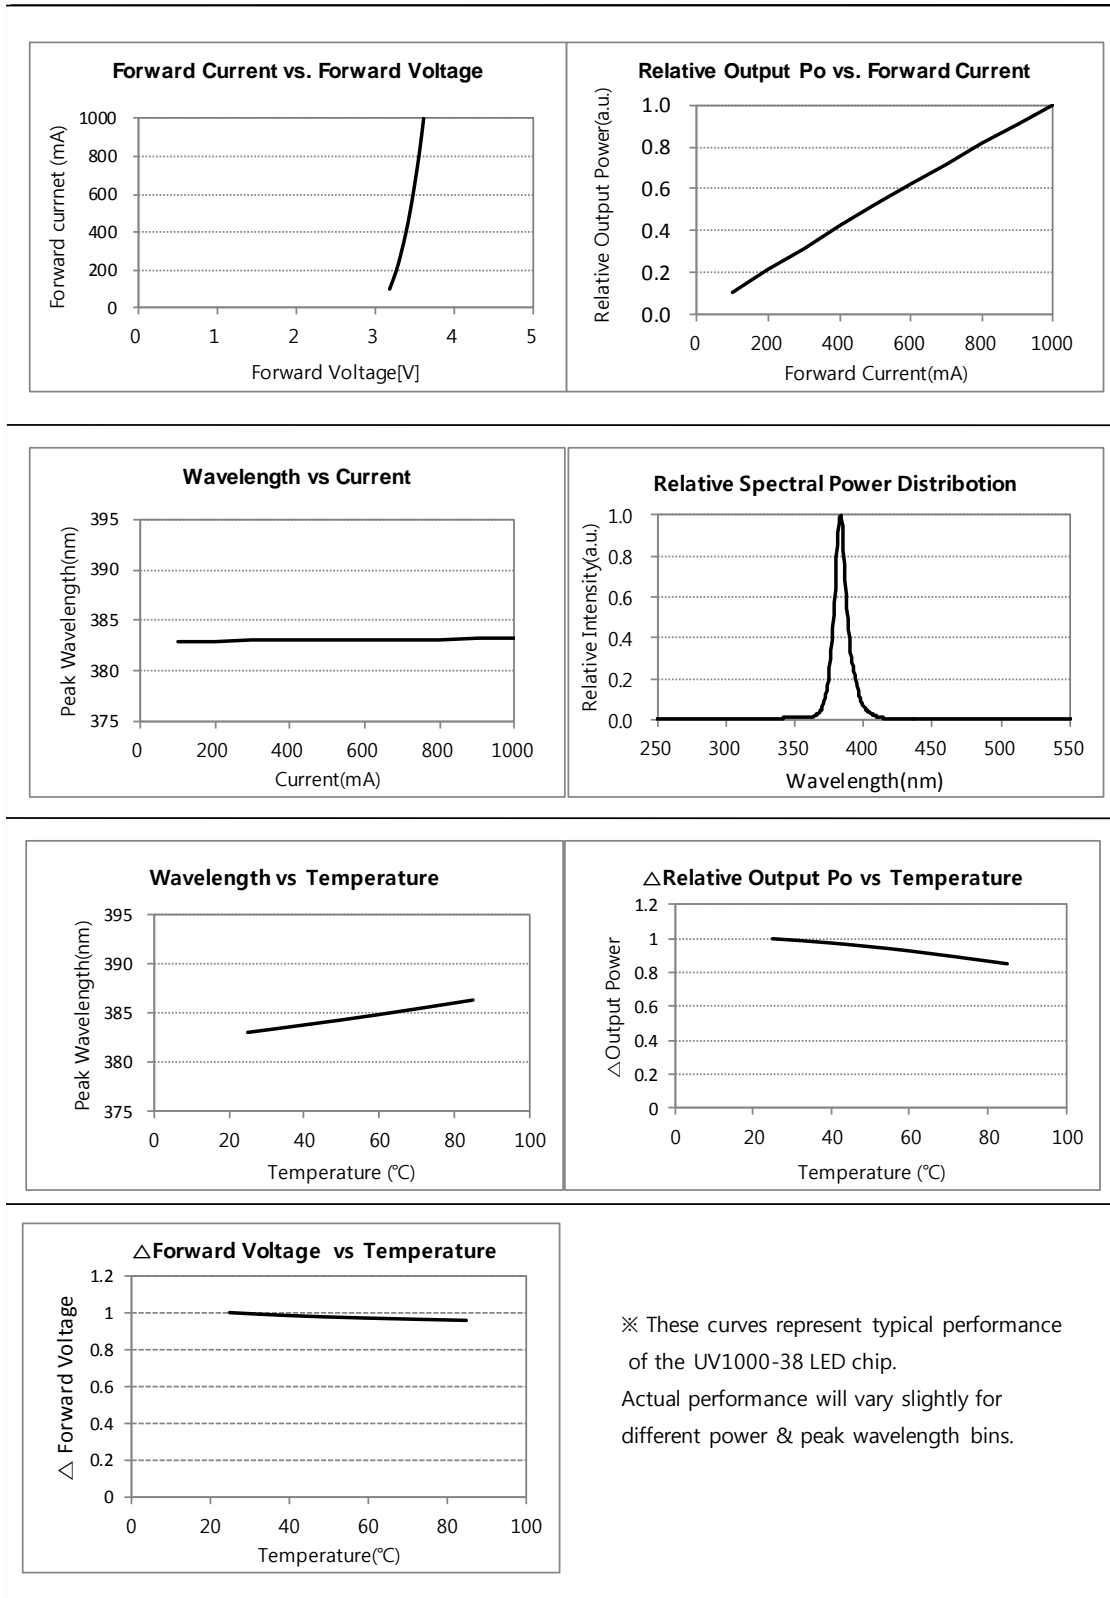 Forward Current vs. Forward Voltage
Forward currnet (mA)
1000
800
600
400
200
0
0 1 2 3 4 5
Forward Voltage[V]
Relative Output Po vs. Forward Current
Relative Output Power(a.u.)
1.0
0.8
0.6
0.4
0.2
0.0
0 200 400 600 800 1000
Forward Current(mA)
Wavelength vs Current
Peak Wavelength(nm)
395
390
385
380
375
0 200 400 600 800 1000
Current(mA)
Relative Spectral Power Distribotion
Relative Intensity(a.u.)
1.0
0.8
0.6
0.4
0.2
0.0
250 300 350 400 450 500 550
Wavelength(nm)
Wavelength vs Temperature
Peak Wavelength(nm)
395
390
385
380
375
0 20 40 60 80 100
Temperature (℃)
△Relative Output Po vs Temperature
△Output Power
1.2
1
0.8
0.6
0.4
0.2
0
0 20 40 60 80 100
Temperature (℃)
△Forward Voltage vs Temperature
△ Forward Voltage
1.2
1
0.8
0.6
0.4
0.2
0
0 20 40 60 80 100
Temperature(℃)
※ These curves represent typical performance
of the UV1000-38 LED chip.
Actual performance will vary slightly for
different power & peak wavelength bins.